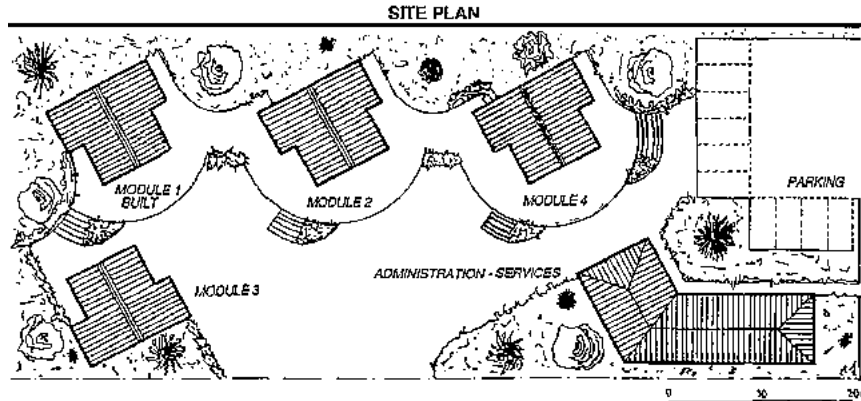 SITE PLAN
MODULE 1
BUILT
MODULE 2
MODULE 4
PARKING
MODULE 3
ADMINISTRATION - SERVICES
0 10 20